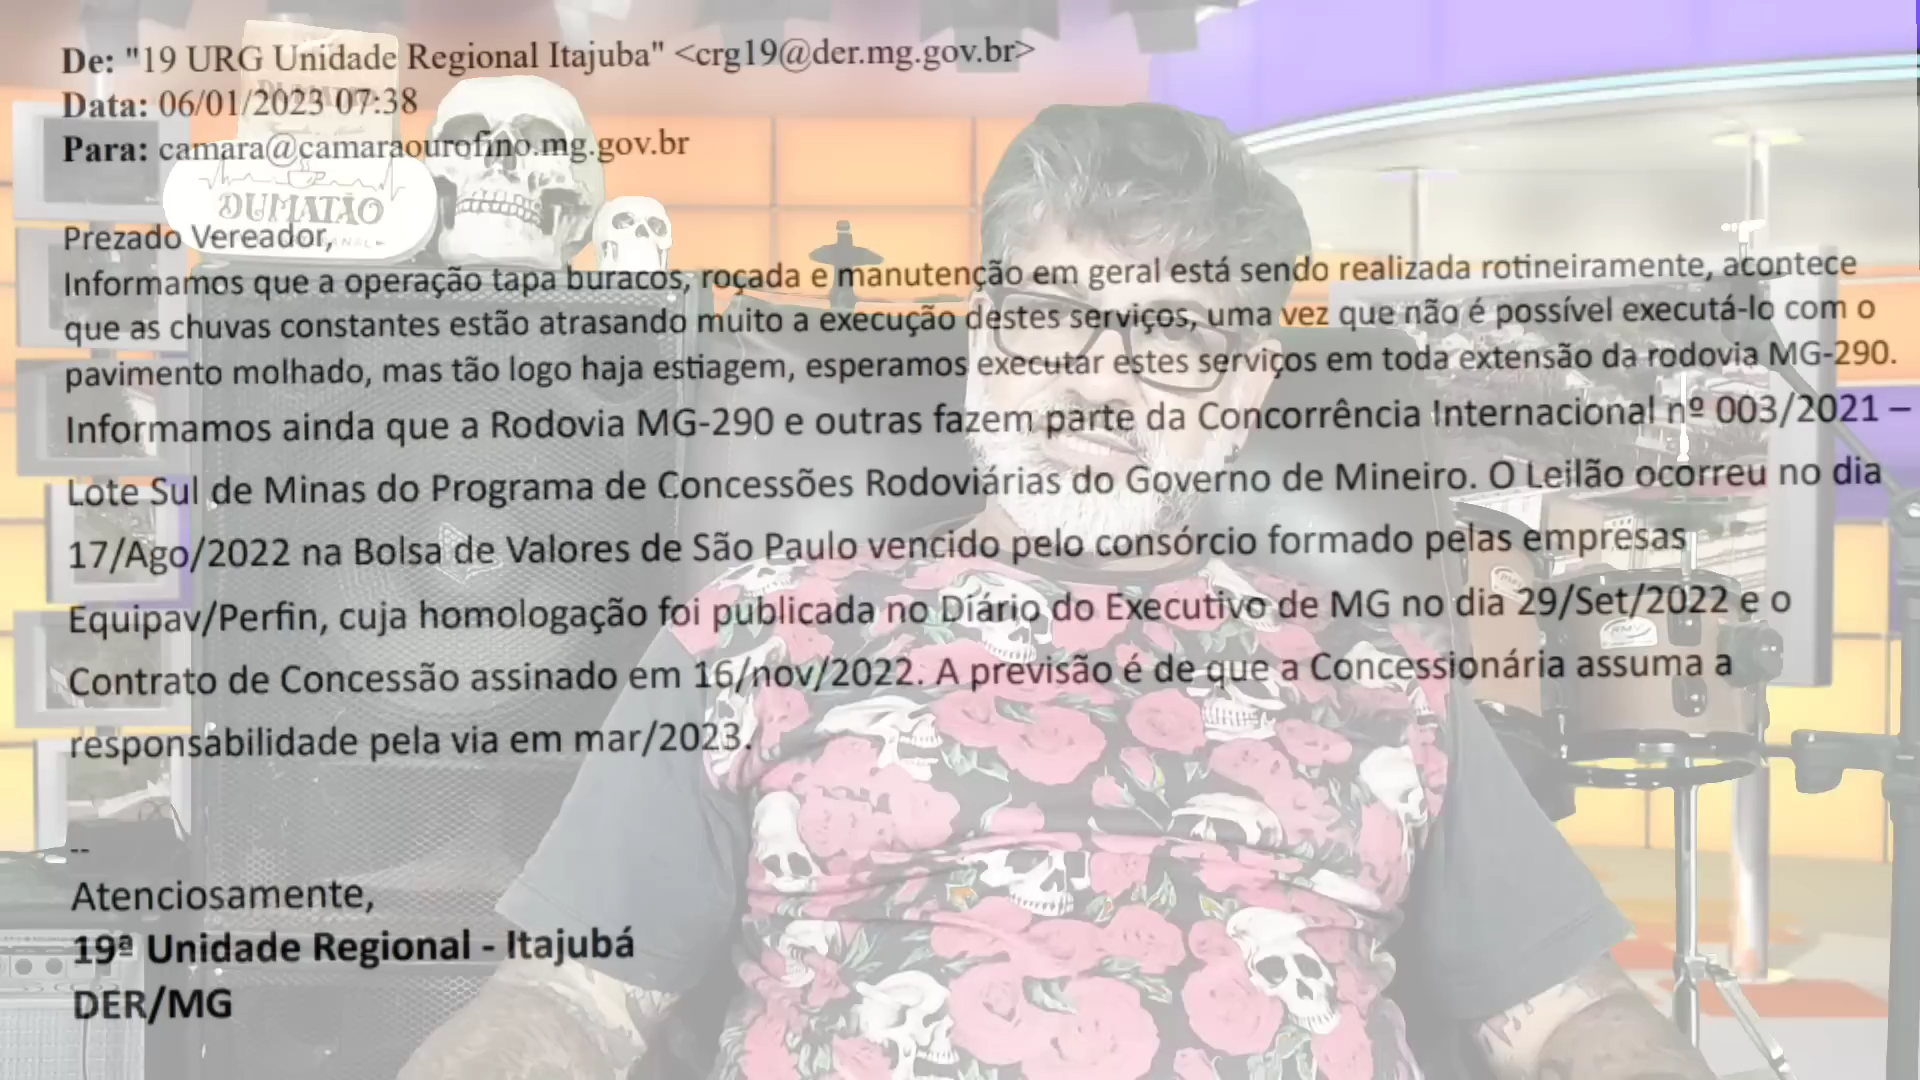 De: "19 URG Unidade Regional Itajuba" <crg19@der.mg.gov.br>
Data: 06/01/2023 07:38
Para: camara@camaraourofino.mg.gov.br
DUMATÃO
Prezado Vereador,
Informamos que a operação tapa buracos, roçada e manutenção em geral está sendo realizada rotineiramente, acontece
que as chuvas constantes estão atrasando muito a execução destes serviços, uma vez que não é possível executá-lo com o
pavimento molhado, mas tão logo haja estiagem, esperamos executar estes serviços em toda extensão da rodovia MG-290.
Informamos ainda que a Rodovia MG-290 e outras fazem parte da Concorrência Internacional nº 003/2021 –
Lote Sul de Minas do Programa de Concessões Rodoviárias do Governo de Mineiro. O Leilão ocorreu no dia
17/Ago/2022 na Bolsa de Valores de São Paulo vencido pelo consórcio formado pelas empresas
Equipav/Perfin, cuja homologação foi publicada no Diário do Executivo de MG no dia 29/Set/2022 e o
Contrato de Concessão assinado em 16/nov/2022. A previsão é de que a Concessionária assuma a
responsabilidade pela via em mar/2023.
--
Atenciosamente,
19ª Unidade Regional - Itajubá
DER/MG